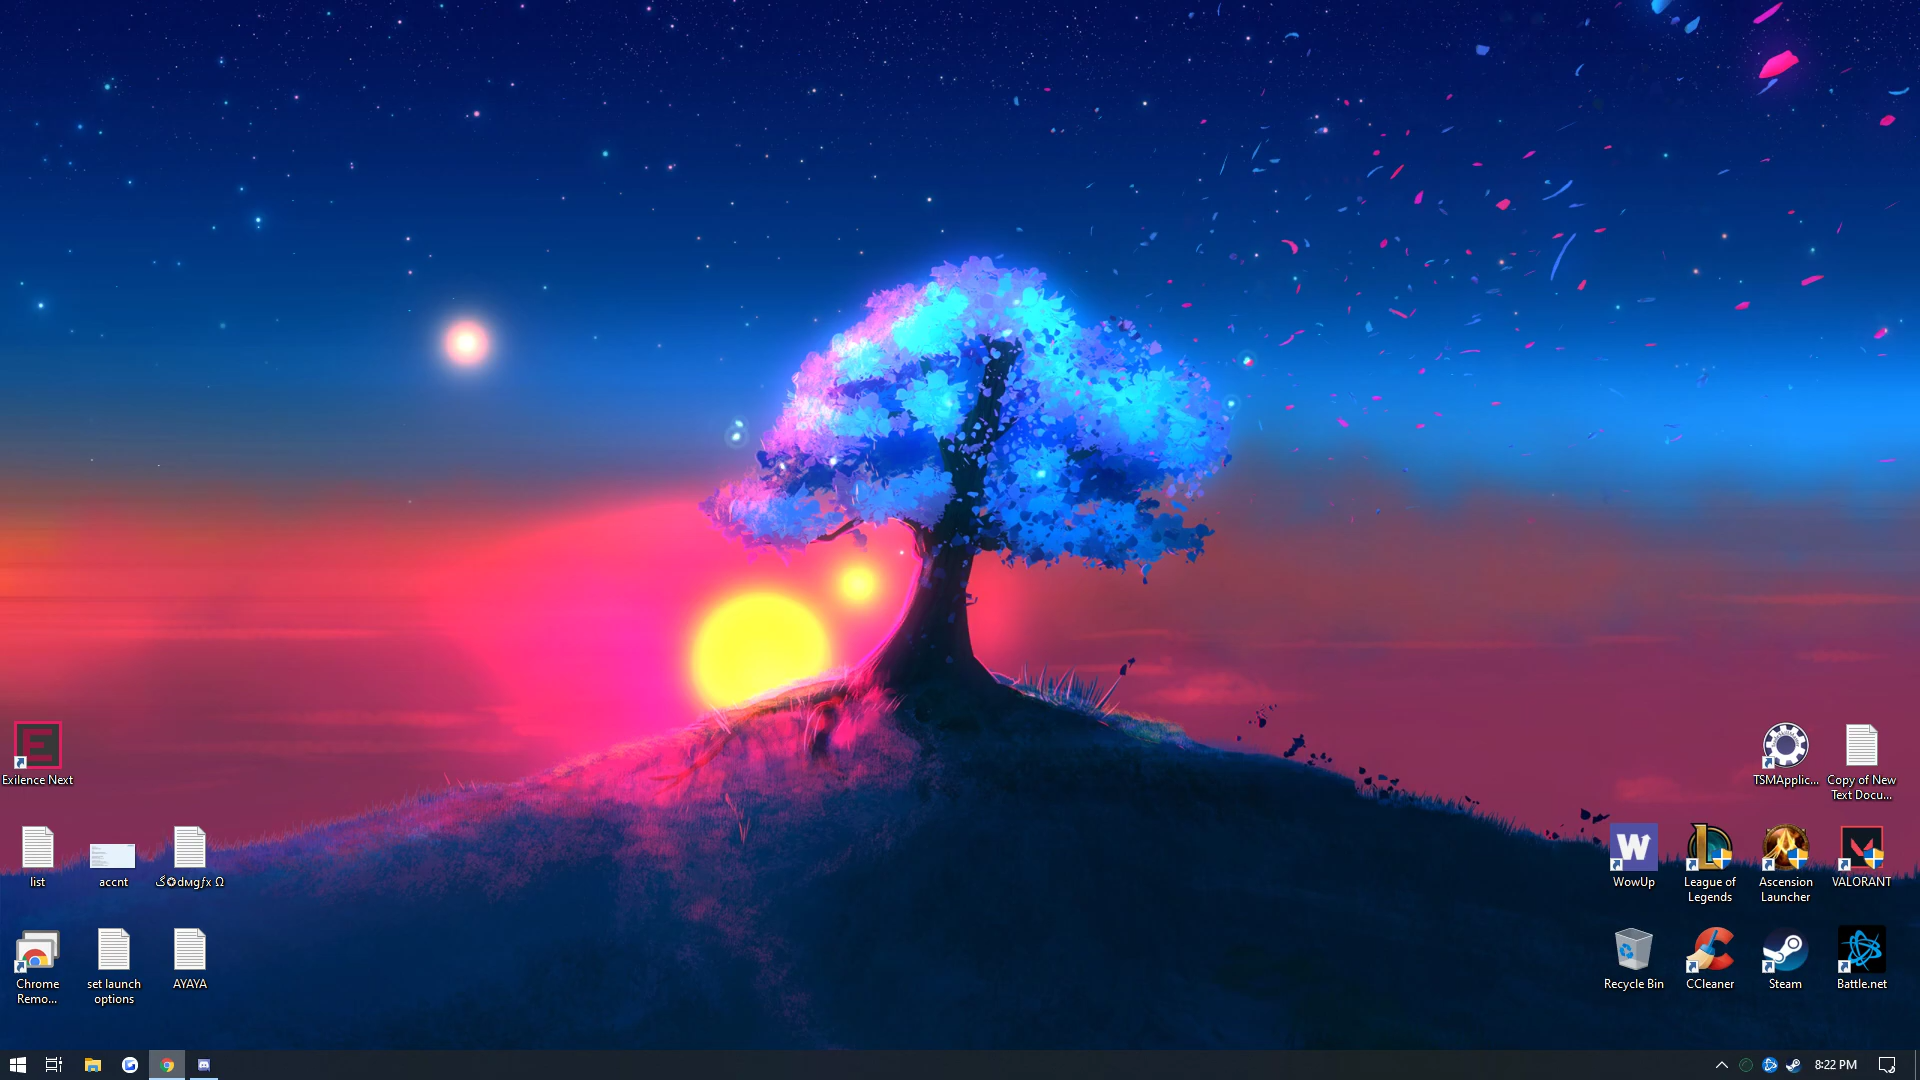 Exilence Next
TSMApplic...
Copy of New
Text Docu...
list
accnt
WowUp
League of
Legends
Ascension
Launcher
VALORANT
Chrome
Remo...
set launch
options
AYAYA
Recycle Bin
CCleaner
Steam
Battle.net
8:22 PM